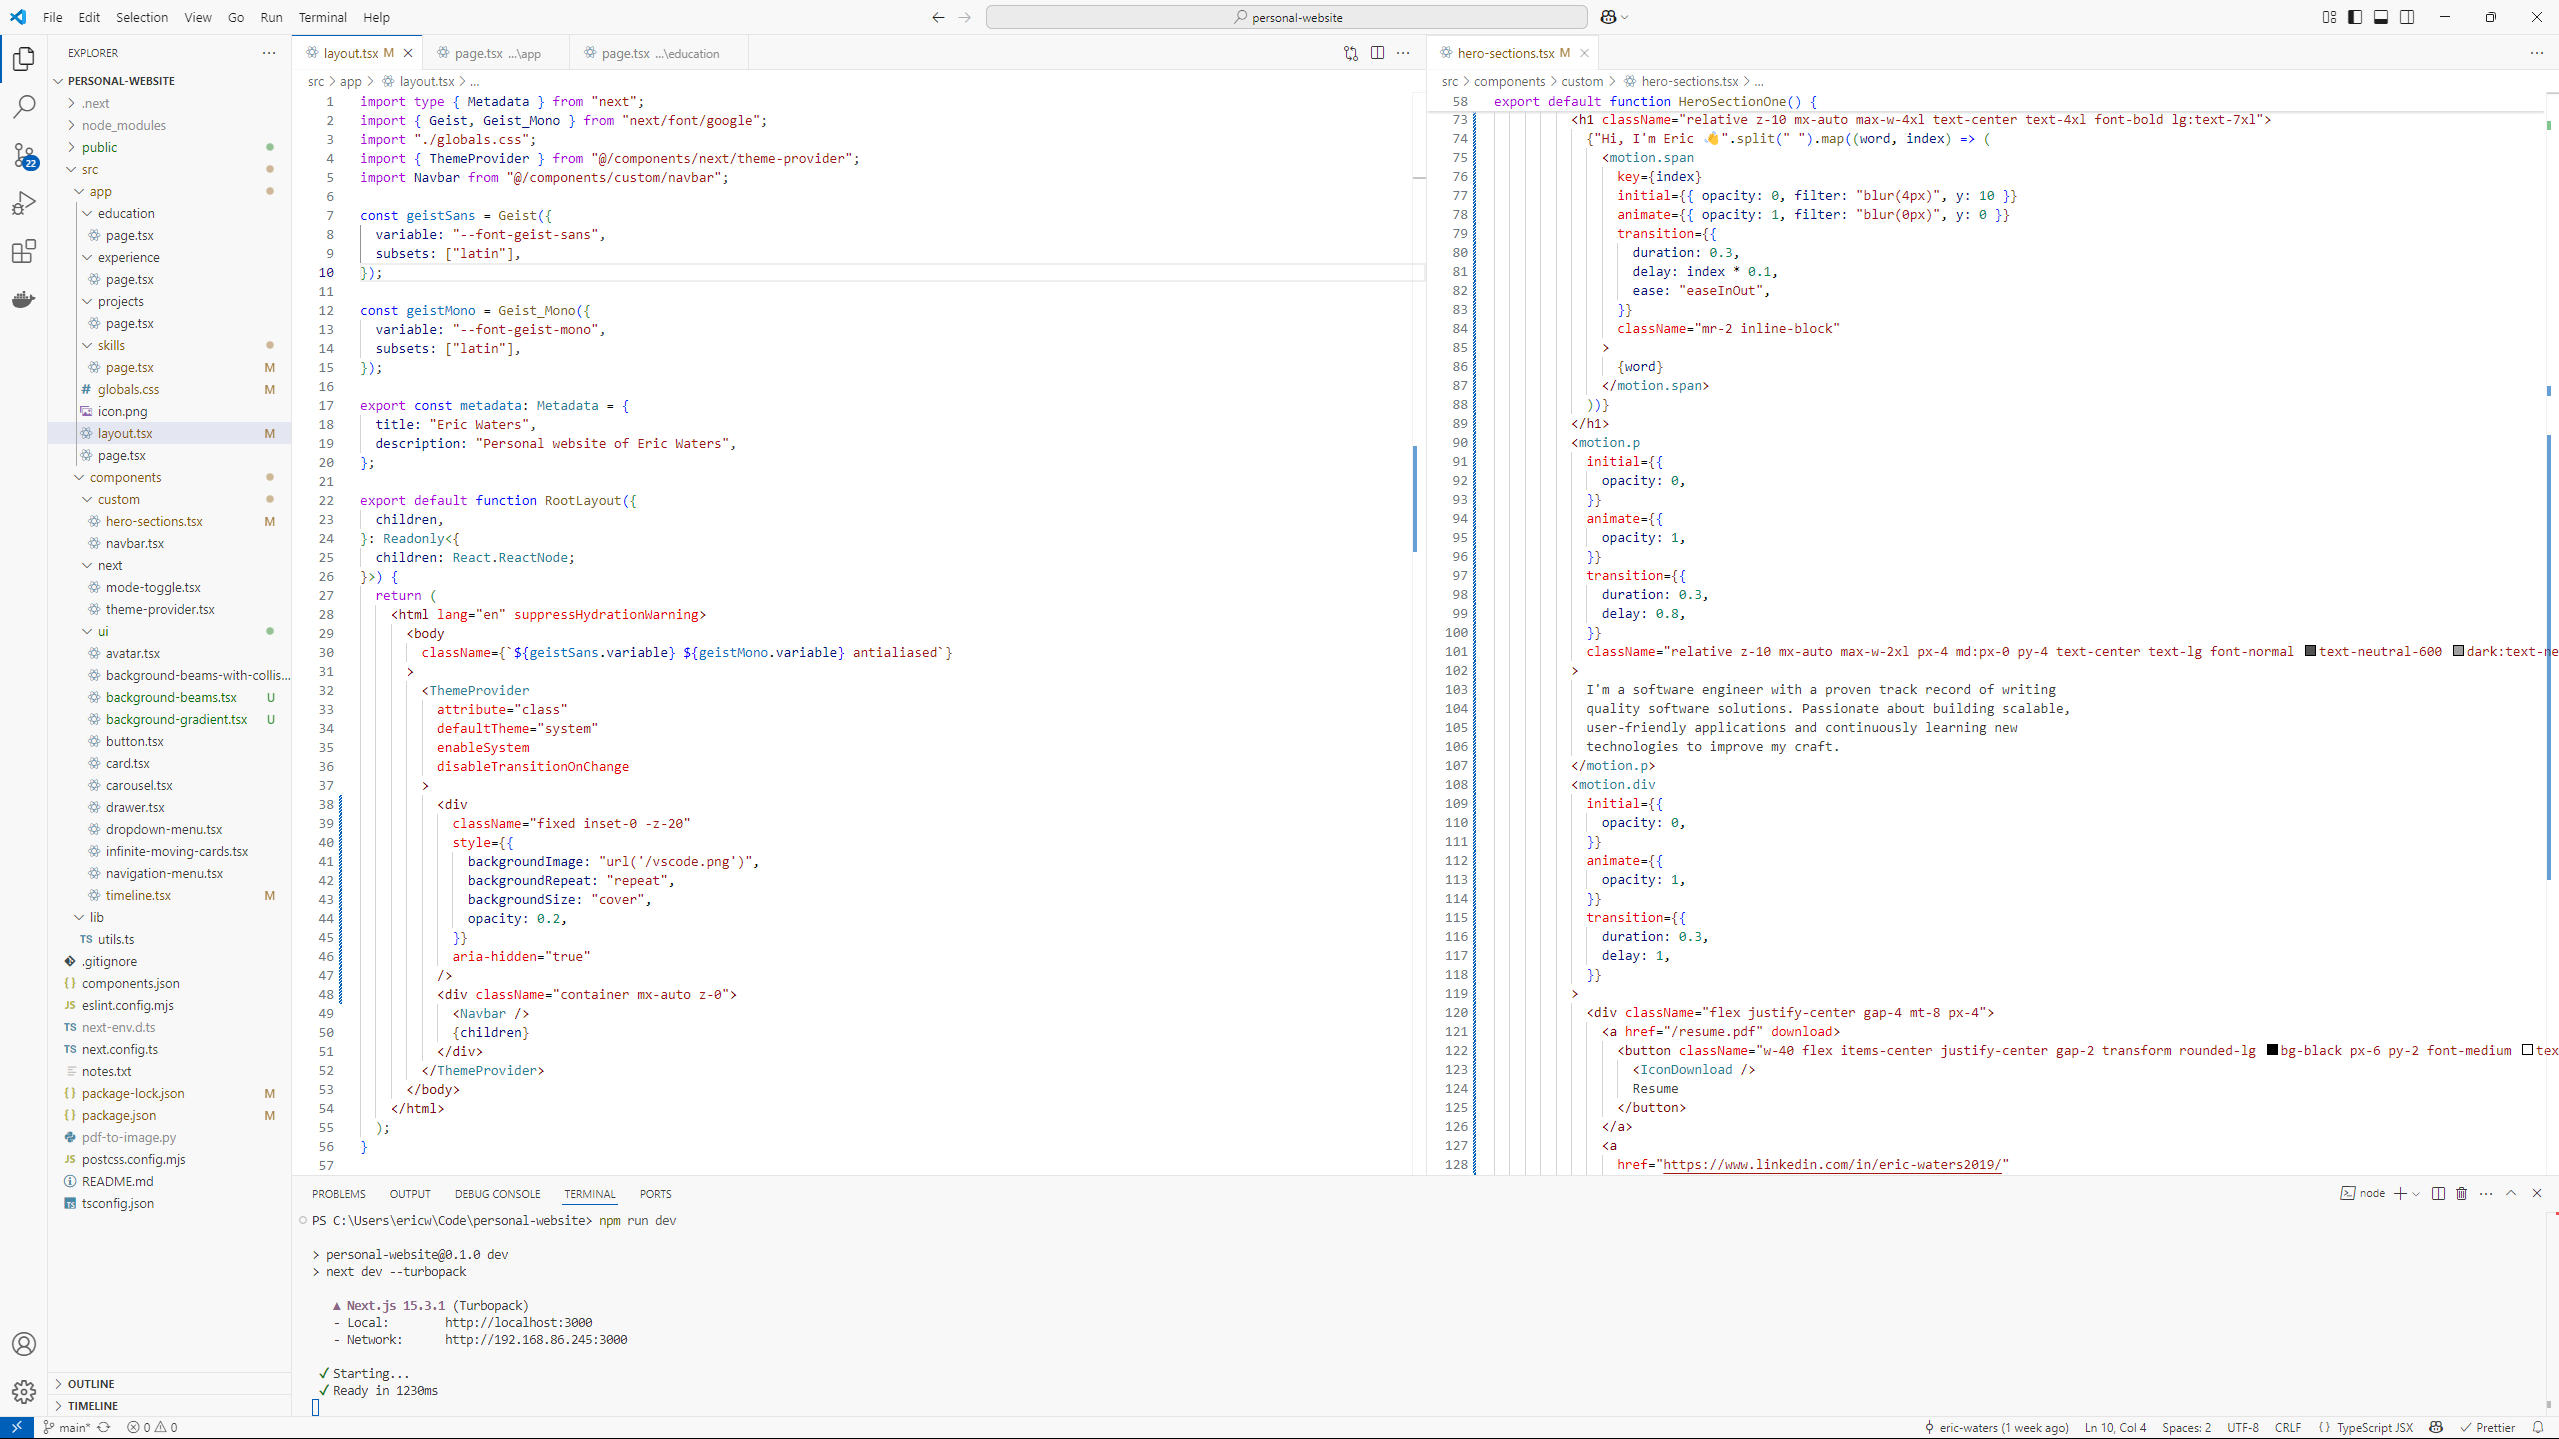 File Edit Selection View Go Run Terminal Help
personal-website
EXPLORER
PERSONAL-WEBSITE
.next
node_modules
public
src
app
education
page.tsx
experience
page.tsx
projects
page.tsx
skills
page.tsx M
# globals.css M
icon.png
layout.tsx M
page.tsx
components
custom
hero-sections.tsx M
navbar.tsx
next
mode-toggle.tsx
theme-provider.tsx
ui
avatar.tsx
background-beams-with-collis...
background-beams.tsx U
background-gradient.tsx U
button.tsx
card.tsx
carousel.tsx
drawer.tsx
dropdown-menu.tsx
infinite-moving-cards.tsx
navigation-menu.tsx
timeline.tsx M
lib
TS utils.ts
.gitignore
{} components.json
JS eslint.config.mjs
TS next-env.d.ts
TS next.config.ts
notes.txt
{} package-lock.json M
{} package.json M
pdf-to-image.py
JS postcss.config.mjs
README.md
TS tsconfig.json
OUTLINE
TIMELINE
22
layout.tsx M
page.tsx ...\app
page.tsx ...\education
src > app > layout.tsx > ...
1 import type { Metadata } from "next";
2 import { Geist, Geist_Mono } from "next/font/google";
3 import "./globals.css";
4 import { ThemeProvider } from "@/components/next/theme-provider";
5 import Navbar from "@/components/custom/navbar";
6
7 const geistSans = Geist({
8 variable: "--font-geist-sans",
9 subsets: ["latin"],
10 });
11
12 const geistMono = Geist_Mono({
13 variable: "--font-geist-mono",
14 subsets: ["latin"],
15 });
16
17 export const metadata: Metadata = {
18 title: "Eric Waters",
19 description: "Personal website of Eric Waters",
20 };
21
22 export default function RootLayout({
23 children,
24 }: Readonly<{
25 children: React.ReactNode;
26 }>) {
27 return (
28 <html lang="en" suppressHydrationWarning>
29 <body
30 className={`${geistSans.variable} ${geistMono.variable} antialiased`}
31 >
32 <ThemeProvider
33 attribute="class"
34 defaultTheme="system"
35 enableSystem
36 disableTransitionOnChange
37 >
38 <div
39 className="fixed inset-0 -z-20"
40 style={{
41 backgroundImage: "url('/vscode.png')",
42 backgroundRepeat: "repeat",
43 backgroundSize: "cover",
44 opacity: 0.2,
45 }}
46 aria-hidden="true"
47 />
48 <div className="container mx-auto z-0">
49 <Navbar />
50 {children}
51 </div>
52 </ThemeProvider>
53 </body>
54 </html>
55 );
56 }
57
hero-sections.tsx M
src > components > custom > hero-sections.tsx > ...
58 export default function HeroSectionOne() {
73 <h1 className="relative z-10 mx-auto max-w-4xl text-center text-4xl font-bold lg:text-7xl">
74 {"Hi, I'm Eric 👋".split(" ").map((word, index) => (
75 <motion.span
76 key={index}
77 initial={{ opacity: 0, filter: "blur(4px)", y: 10 }}
78 animate={{ opacity: 1, filter: "blur(0px)", y: 0 }}
79 transition={{
80 duration: 0.3,
81 delay: index * 0.1,
82 ease: "easeInOut",
83 }}
84 className="mr-2 inline-block"
85 >
86 {word}
87 </motion.span>
88 ))}
89 </h1>
90 <motion.p
91 initial={{
92 opacity: 0,
93 }}
94 animate={{
95 opacity: 1,
96 }}
97 transition={{
98 duration: 0.3,
99 delay: 0.8,
100 }}
101 className="relative z-10 mx-auto max-w-2xl px-4 md:px-0 py-4 text-center text-lg font-normal text-neutral-600 dark:text-ne
102 >
103 I'm a software engineer with a proven track record of writing
104 quality software solutions. Passionate about building scalable,
105 user-friendly applications and continuously learning new
106 technologies to improve my craft.
107 </motion.p>
108 <motion.div
109 initial={{
110 opacity: 0,
111 }}
112 animate={{
113 opacity: 1,
114 }}
115 transition={{
116 duration: 0.3,
117 delay: 1,
118 }}
119 >
120 <div className="flex justify-center gap-4 mt-8 px-4">
121 <a href="/resume.pdf" download>
122 <button className="w-40 flex items-center justify-center gap-2 transform rounded-lg bg-black px-6 py-2 font-medium tex
123 <IconDownload />
124 Resume
125 </button>
126 </a>
127 <a
128 href="https://www.linkedin.com/in/eric-waters2019/"
PROBLEMS OUTPUT DEBUG CONSOLE TERMINAL PORTS
node
PS C:\Users\ericw\Code\personal-website> npm run dev
> personal-website@0.1.0 dev
> next dev --turbopack
▲ Next.js 15.3.1 (Turbopack)
- Local: http://localhost:3000
- Network: http://192.168.86.245:3000
✓ Starting...
✓ Ready in 1230ms
main* 0 0
eric-waters (1 week ago) Ln 10, Col 4 Spaces: 2 UTF-8 CRLF {} TypeScript JSX Prettier